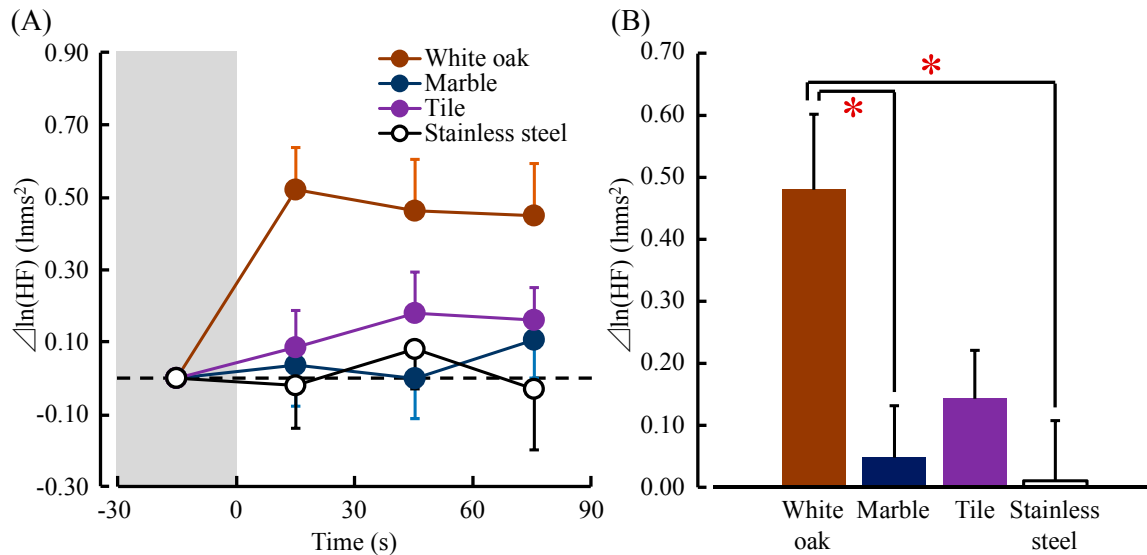 (A)
0.90
0.70
0.50
0.30
0.10
-0.10
-0.30
⊿ln(HF) (lnms²)
White oak
Marble
Tile
Stainless steel
-30
0
30
60
90
Time (s)
(B)
0.70
0.60
0.50
0.40
0.30
0.20
0.10
0.00
⊿ln(HF) (lnms²)
*
*
White
oak
Marble
Tile
Stainless
steel